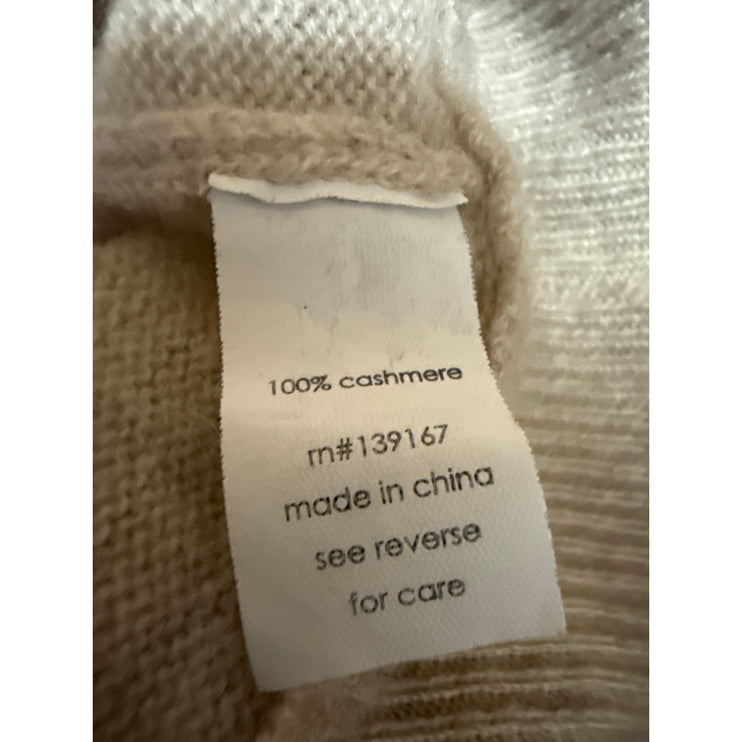 100% cashmere
rn#139167
made in china
see reverse
for care